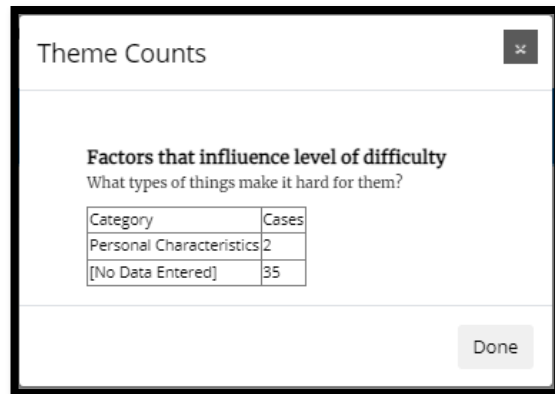 Theme Counts
×
Factors that infliuence level of difficulty
What types of things make it hard for them?
Category Cases
Personal Characteristics 2
[No Data Entered] 35
Done